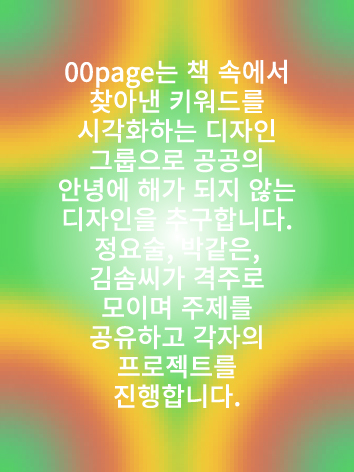 00page는 책 속에서
찾아낸 키워드를
시각화하는 디자인
그룹으로 공공의
안녕에 해가 되지 않는
디자인을 추구합니다.
정요술, 박같은,
김솜씨가 격주로
모이며 주제를
공유하고 각자의
프로젝트를
진행합니다.